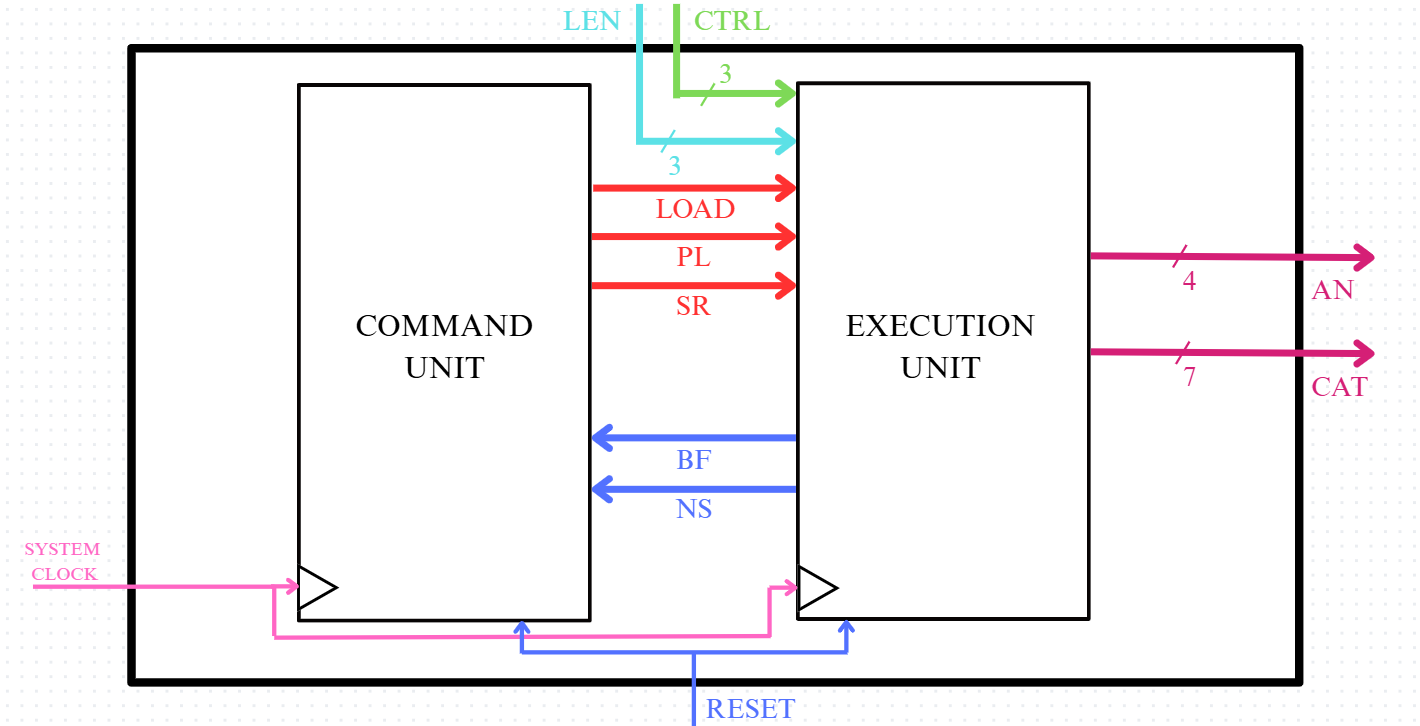 LEN
CTRL
3
3
LOAD
PL
SR
COMMAND
UNIT
EXECUTION
UNIT
4
AN
7
CAT
BF
NS
SYSTEM
CLOCK
RESET